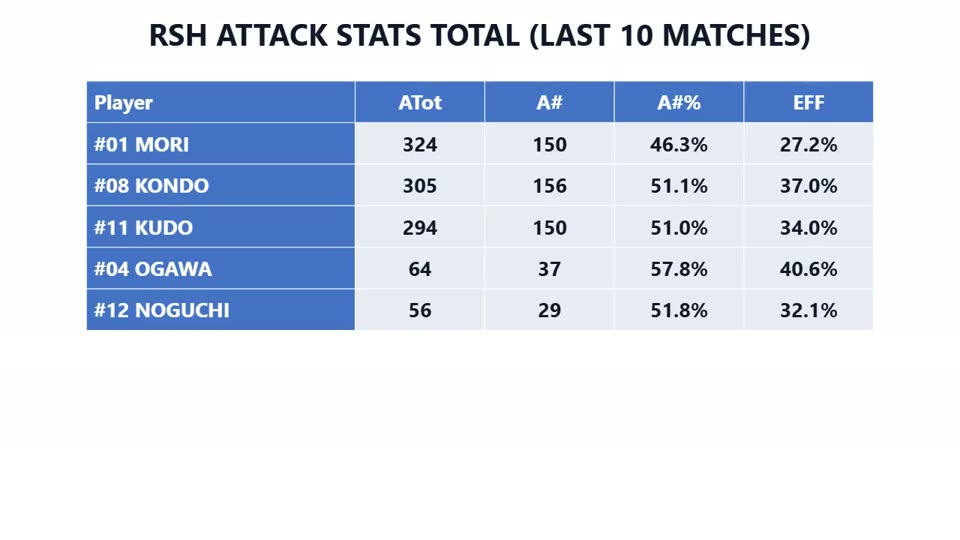 RSH ATTACK STATS TOTAL (LAST 10 MATCHES)
Player ATot A# A#% EFF
#01 MORI 324 150 46.3% 27.2%
#08 KONDO 305 156 51.1% 37.0%
#11 KUDO 294 150 51.0% 34.0%
#04 OGAWA 64 37 57.8% 40.6%
#12 NOGUCHI 56 29 51.8% 32.1%